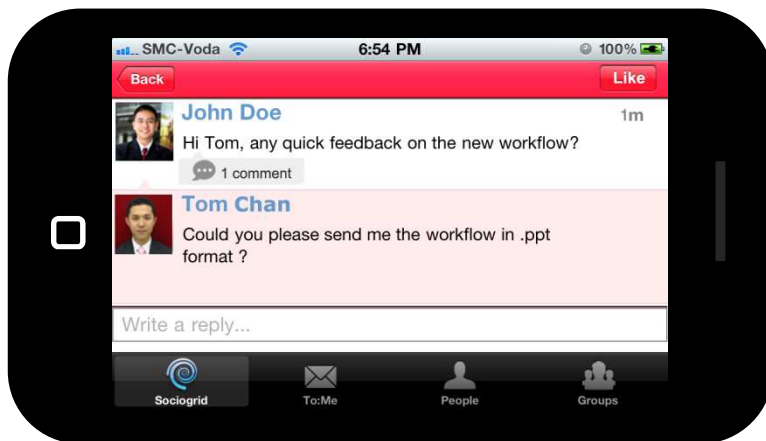 SMC-Voda 6:54 PM 100%
Back Like
John Doe 1m
Hi Tom, any quick feedback on the new workflow?
1 comment
Tom Chan
Could you please send me the workflow in .ppt
format ?
Write a reply...
Sociogrid To:Me People Groups